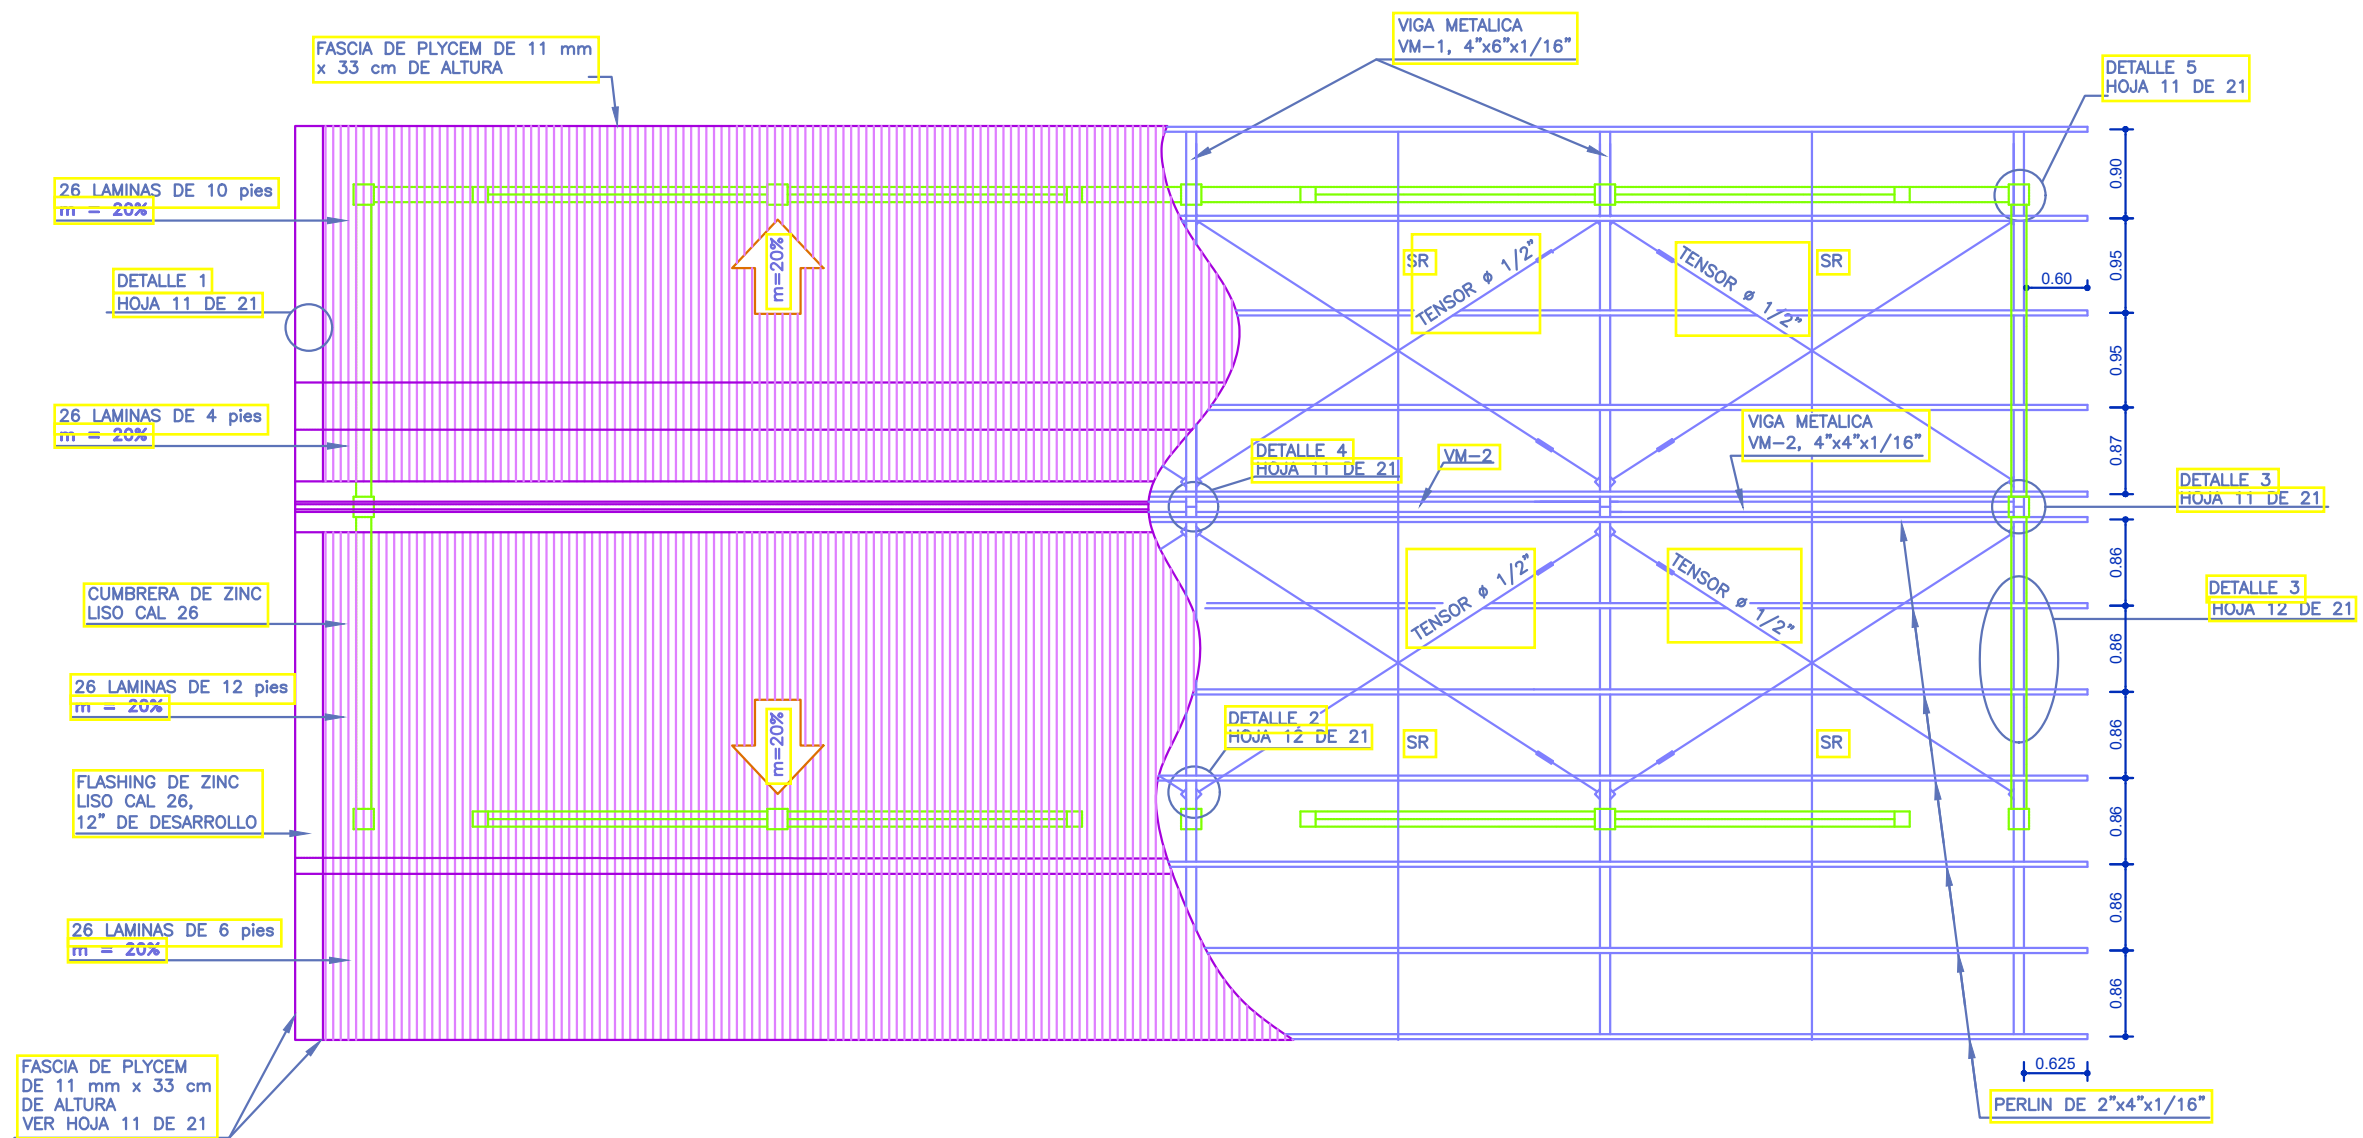 VIGA METALICA
VM-1, 4"x6"x1/16"
FASCIA DE PLYCEM DE 11 mm
x 33 cm DE ALTURA
DETALLE 5
HOJA 11 DE 21
26 LAMINAS DE 10 pies
m = 20%
0.90
DETALLE 1
HOJA 11 DE 21
m=20%
SR
TENSOR ø 1/2"
TENSOR ø 1/2"
SR
0.95
0.60
0.95
26 LAMINAS DE 4 pies
m = 20%
DETALLE 4
HOJA 11 DE 21
VM-2
VIGA METALICA
VM-2, 4"x4"x1/16"
0.87
DETALLE 3
HOJA 11 DE 21
0.86
CUMBRERA DE ZINC
LISO CAL 26
TENSOR ø 1/2"
TENSOR ø 1/2"
DETALLE 3
HOJA 12 DE 21
0.86
26 LAMINAS DE 12 pies
m = 20%
m=20%
DETALLE 2
HOJA 12 DE 21
SR
SR
0.86
FLASHING DE ZINC
LISO CAL 26,
12" DE DESARROLLO
0.86
26 LAMINAS DE 6 pies
m = 20%
0.86
0.86
FASCIA DE PLYCEM
DE 11 mm x 33 cm
DE ALTURA
VER HOJA 11 DE 21
0.625
PERLIN DE 2"x4"x1/16"